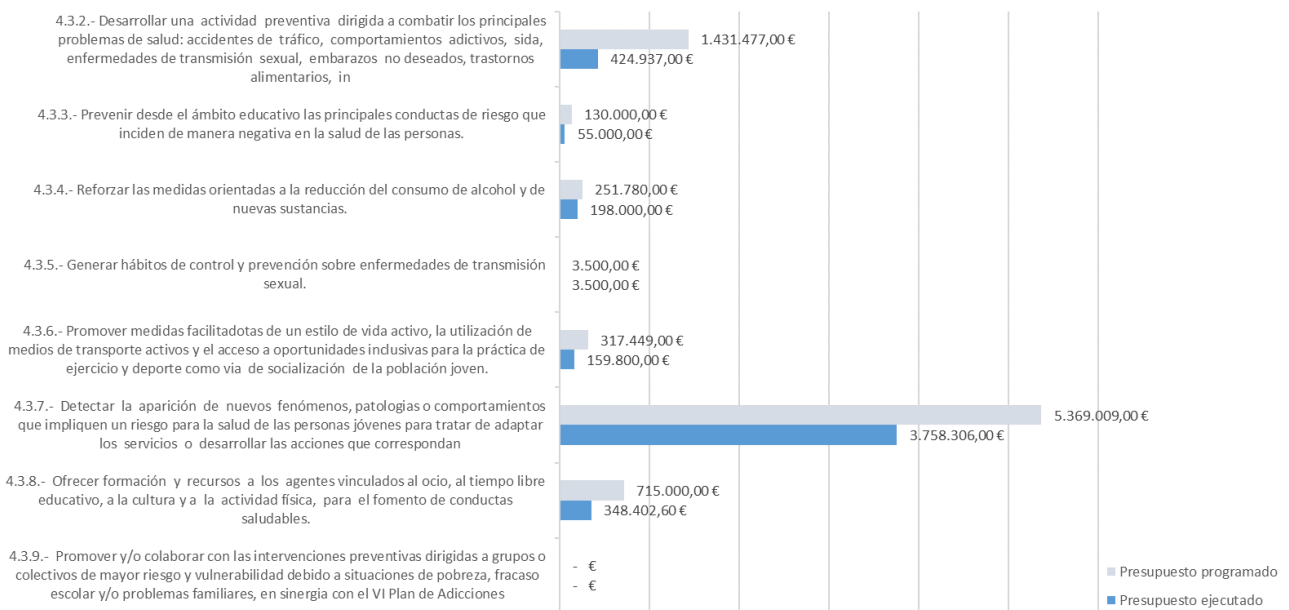 4.3.2.- Desarrollar una actividad preventiva dirigida a combatir los principales
problemas de salud: accidentes de tráfico, comportamientos adictivos, sida,
enfermedades de transmisión sexual, embarazos no deseados, trastornos
alimentarios, in
1.431.477,00 €
424.937,00 €
4.3.3.- Prevenir desde el ámbito educativo las principales conductas de riesgo que
inciden de manera negativa en la salud de las personas.
130.000,00 €
55.000,00 €
4.3.4.- Reforzar las medidas orientadas a la reducción del consumo de alcohol y de
nuevas sustancias.
251.780,00 €
198.000,00 €
4.3.5.- Generar hábitos de control y prevención sobre enfermedades de transmisión
sexual.
3.500,00 €
3.500,00 €
4.3.6.- Promover medidas facilitadotas de un estilo de vida activo, la utilización de
medios de transporte activos y el acceso a oportunidades inclusivas para la práctica de
ejercicio y deporte como via de socialización de la población joven.
317.449,00 €
159.800,00 €
4.3.7.- Detectar la aparición de nuevos fenómenos, patologias o comportamientos
que impliquen un riesgo para la salud de las personas jóvenes para tratar de adaptar
los servicios o desarrollar las acciones que correspondan
5.369.009,00 €
3.758.306,00 €
4.3.8.- Ofrecer formación y recursos a los agentes vinculados al ocio, al tiempo libre
educativo, a la cultura y a la actividad física, para el fomento de conductas
saludables.
715.000,00 €
348.402,60 €
4.3.9.- Promover y/o colaborar con las intervenciones preventivas dirigidas a grupos o
colectivos de mayor riesgo y vulnerabilidad debido a situaciones de pobreza, fracaso
escolar y/o problemas familiares, en sinergia con el VI Plan de Adicciones
- €
- €
Presupuesto programado
Presupuesto ejecutado